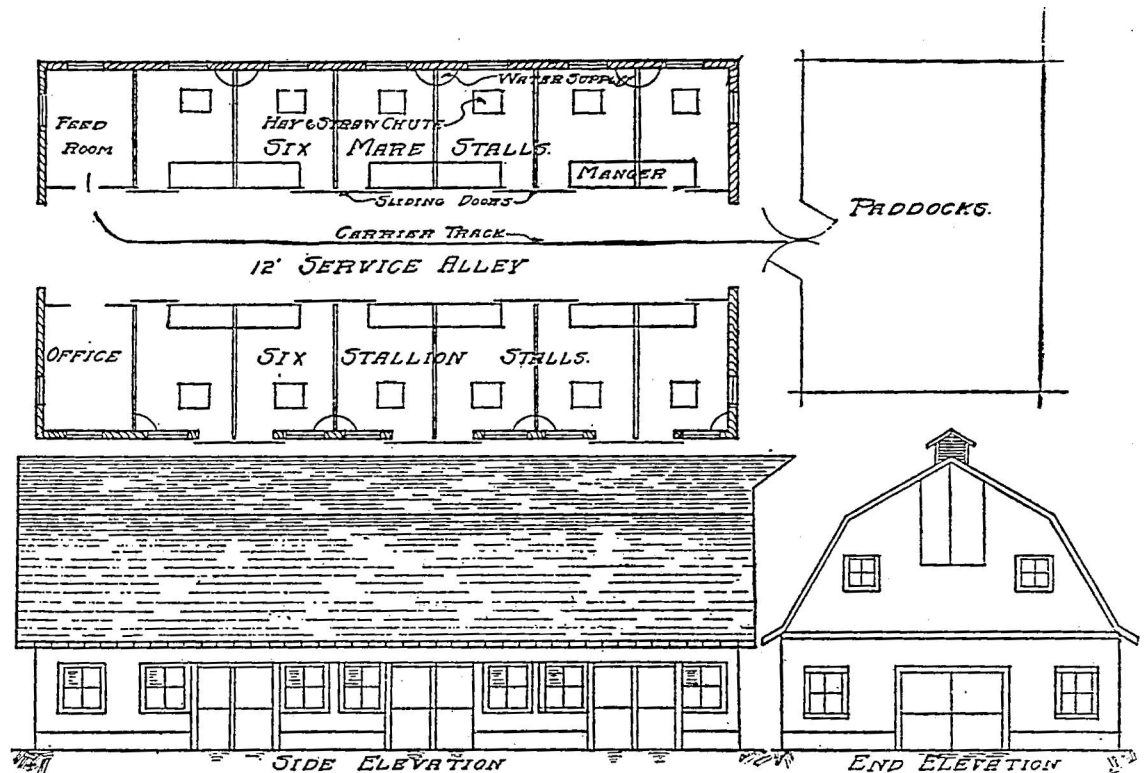 WATER SUPPLY
FEED
ROOM
HAY & STRAW CHUTE
SIX MARE STALLS.
MANGER
SLIDING DOORS
PADDOCKS.
CARRIER TRACK
12' SERVICE ALLEY
OFFICE
SIX STALLION STALLS.
SIDE ELEVATION
END ELEVATION